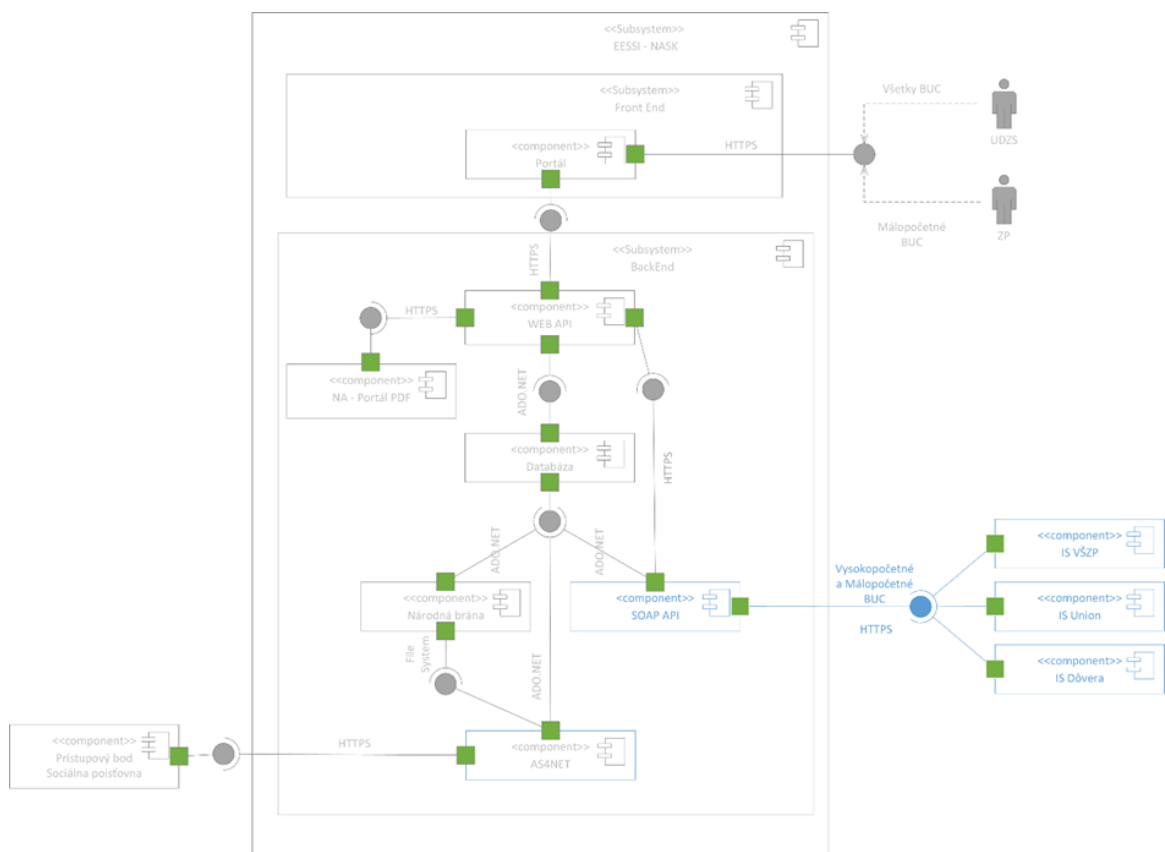 <<Subsystem>>
EESSI - NASK
<<Subsystem>>
Front End
Všetky BUC
UDZS
<<component>>
Portál
HTTPS
ZP
Málopočetné
BUC
<<Subsystem>>
BackEnd
HTTPS
<<component>>
WEB API
HTTPS
<<component>>
NA - Portál PDF
ADO.NET
<<component>>
Databáza
HTTPS
ADO.NET
ADO.NET
ADO.NET
<<component>>
Národná brána
<<component>>
SOAP API
Vysokopočetné
a Málopočetné
BUC
HTTPS
<<component>>
IS VŠZP
<<component>>
IS Union
<<component>>
IS Dôvera
File
System
<<component>>
Prístupový bod
Sociálna poisťovna
HTTPS
<<component>>
AS4NET